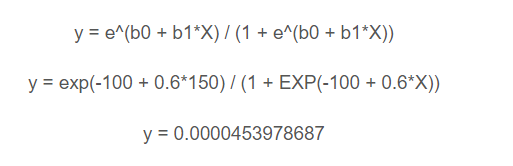 y = e^(b0 + b1*X) / (1 + e^(b0 + b1*X))
y = exp(-100 + 0.6*150) / (1 + EXP(-100 + 0.6*X))
y = 0.0000453978687